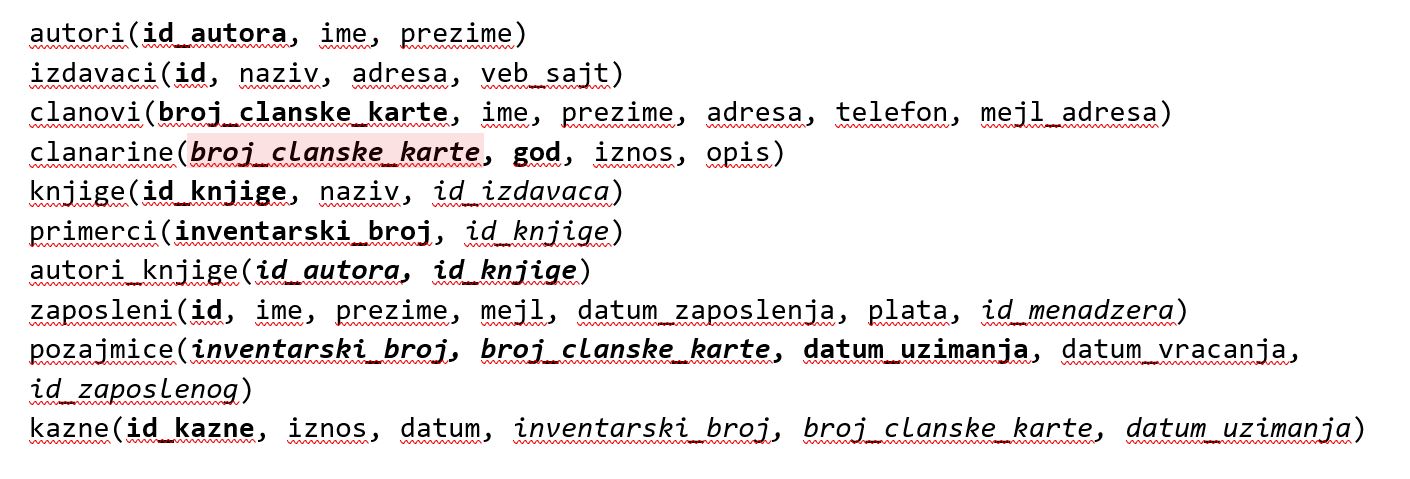 autori(id_autora, ime, prezime)
izdavaci(id, naziv, adresa, veb_sajt)
clanovi(broj_clanske_karte, ime, prezime, adresa, telefon, mejl_adresa)
clanarine(broj_clanske_karte, god, iznos, opis)
knjige(id_knjige, naziv, id_izdavaca)
primerci(inventarski_broj, id_knjige)
autori_knjige(id_autora, id_knjige)
zaposleni(id, ime, prezime, mejl, datum_zaposlenja, plata, id_menadzera)
pozajmice(inventarski_broj, broj_clanske_karte, datum_uzimanja, datum_vracanja,
id_zaposlenog)
kazne(id_kazne, iznos, datum, inventarski_broj, broj_clanske_karte, datum_uzimanja)